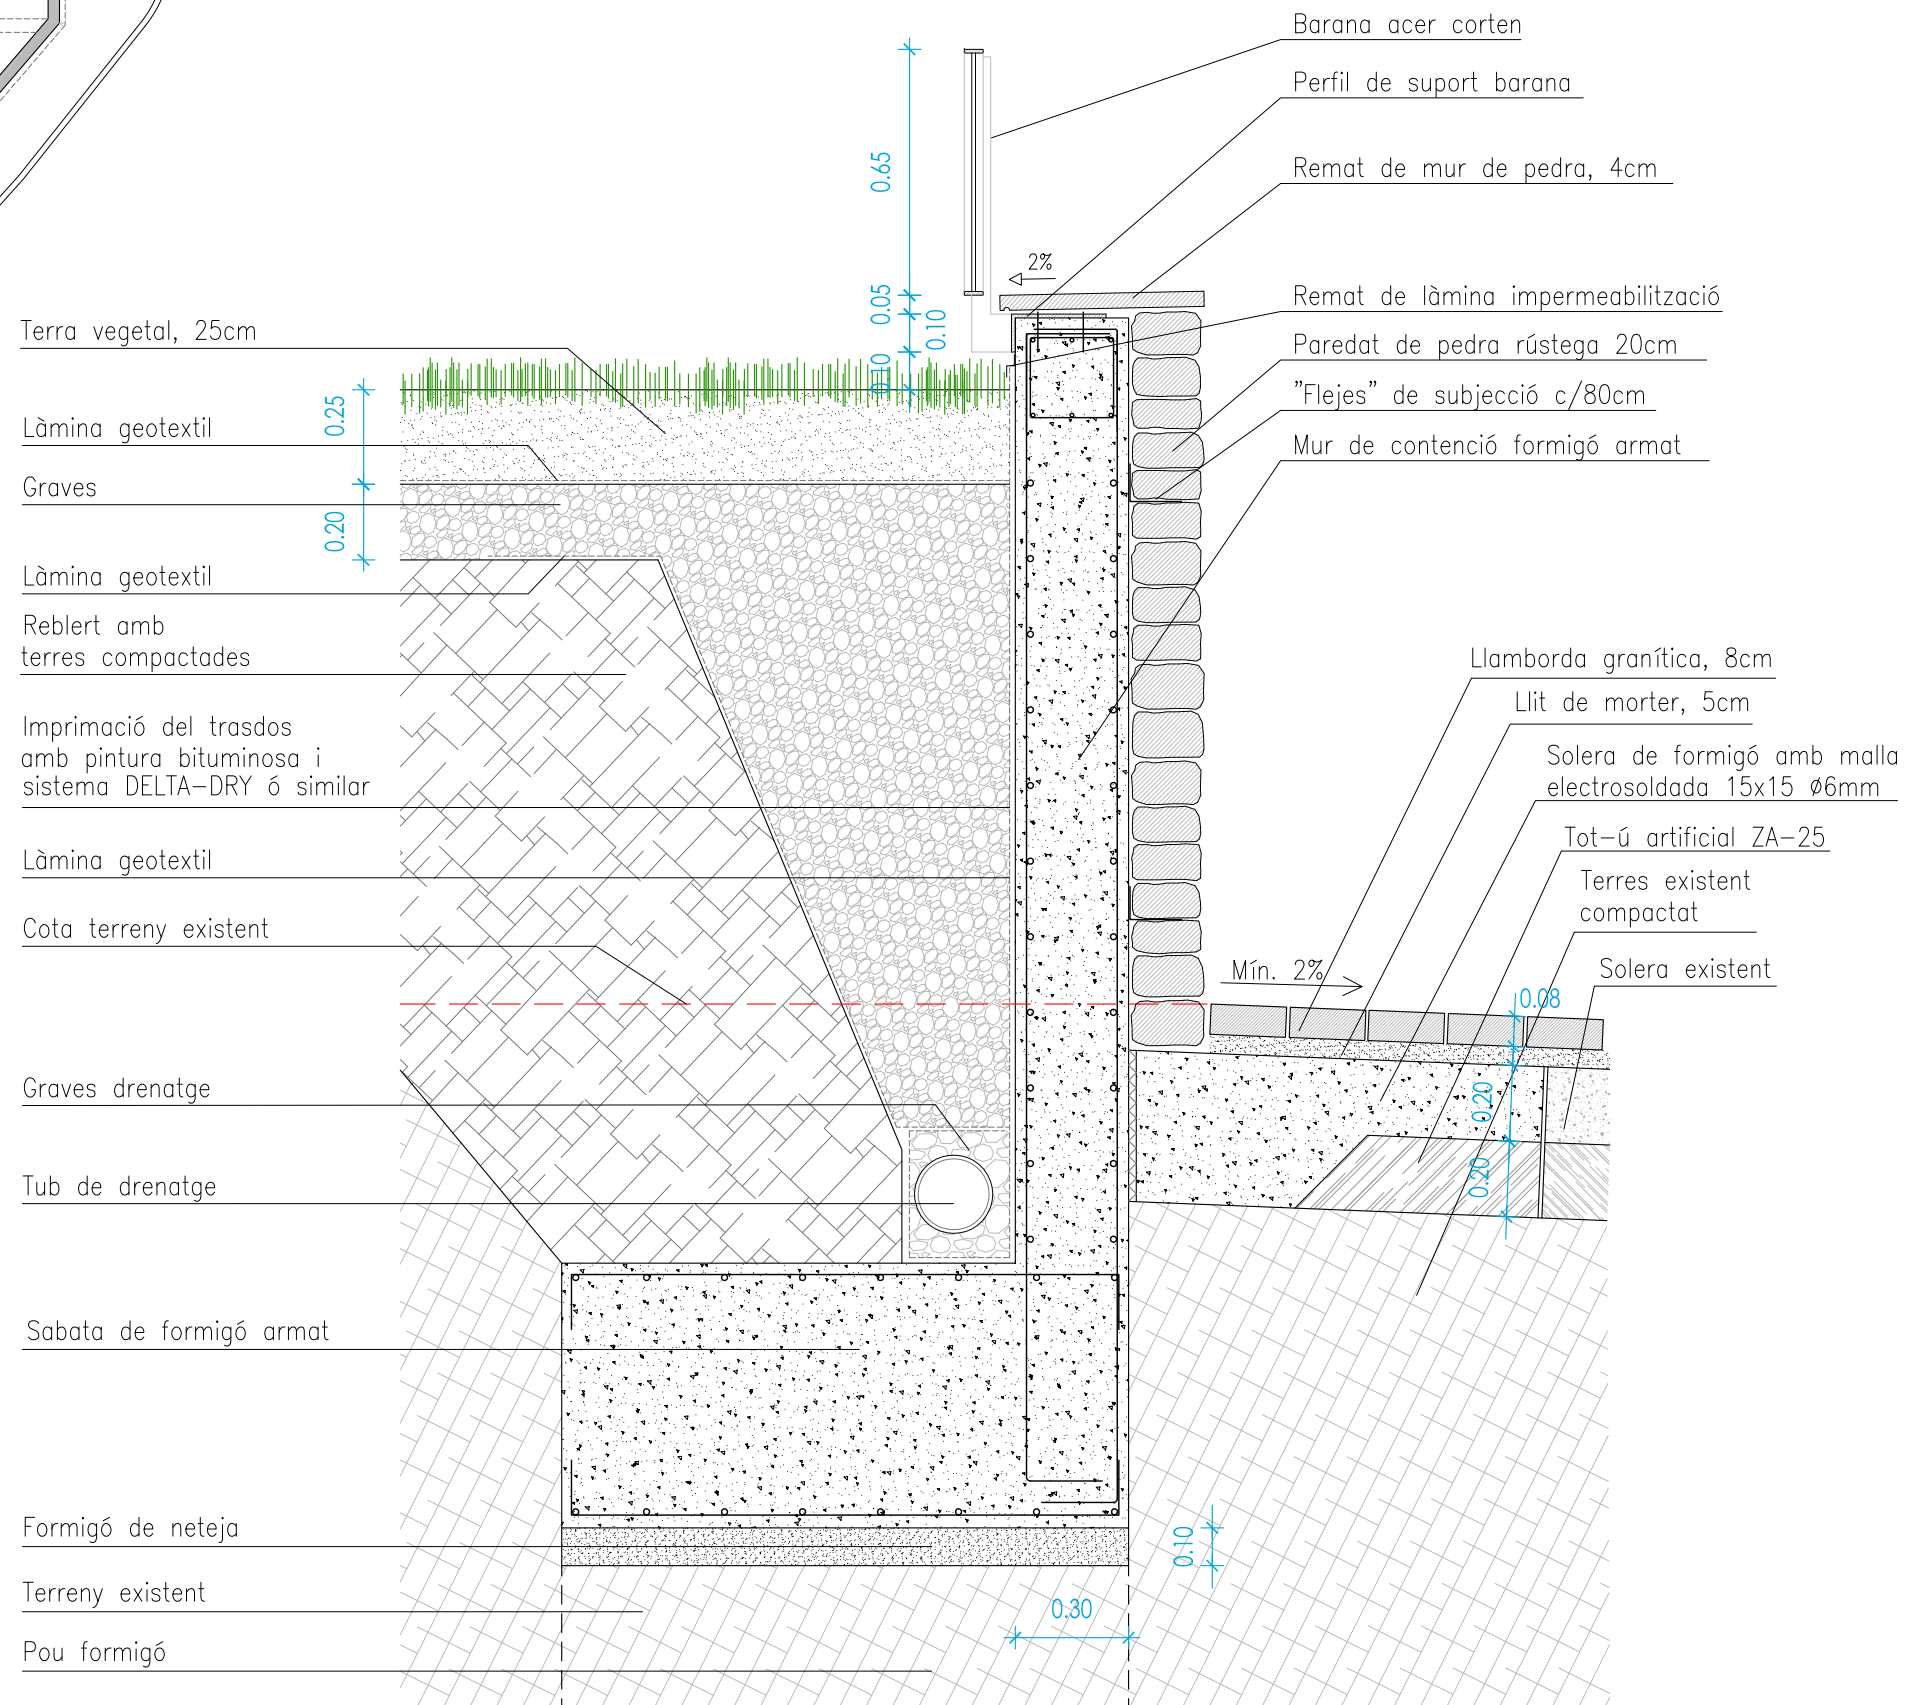 Barana acer corten
Perfil de suport barana
Remat de mur de pedra, 4cm
0.65
2%
0.05
0.10
0.10
Remat de làmina impermeabilització
Paredat de pedra rústega 20cm
"Flejes" de subjecció c/80cm
Mur de contenció formigó armat
Terra vegetal, 25cm
0.25
Làmina geotextil
Graves
0.20
Làmina geotextil
Reblert amb
terres compactades
Imprimació del trasdos
amb pintura bituminosa i
sistema DELTA-DRY ó similar
Làmina geotextil
Cota terreny existent
Graves drenatge
Tub de drenatge
Sabata de formigó armat
Formigó de neteja
Terreny existent
Pou formigó
Llamborda granítica, 8cm
Llit de morter, 5cm
Solera de formigó amb malla
electrosoldada 15x15 Ø6mm
Tot-ú artificial ZA-25
Terres existent
compactat
Solera existent
Mín. 2%
0.08
0.20
0.20
0.10
0.30